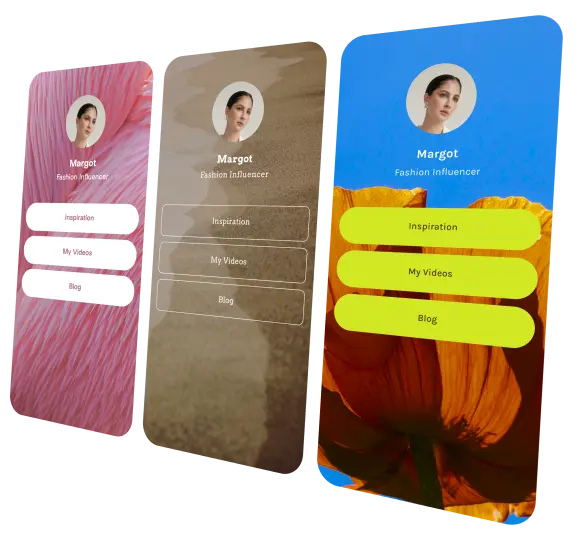 Margot
Fashion Influencer
Inspiration
My Videos
Blog
Margot
Fashion Influencer
Inspiration
My Videos
Blog
Margot
Fashion Influencer
Inspiration
My Videos
Blog